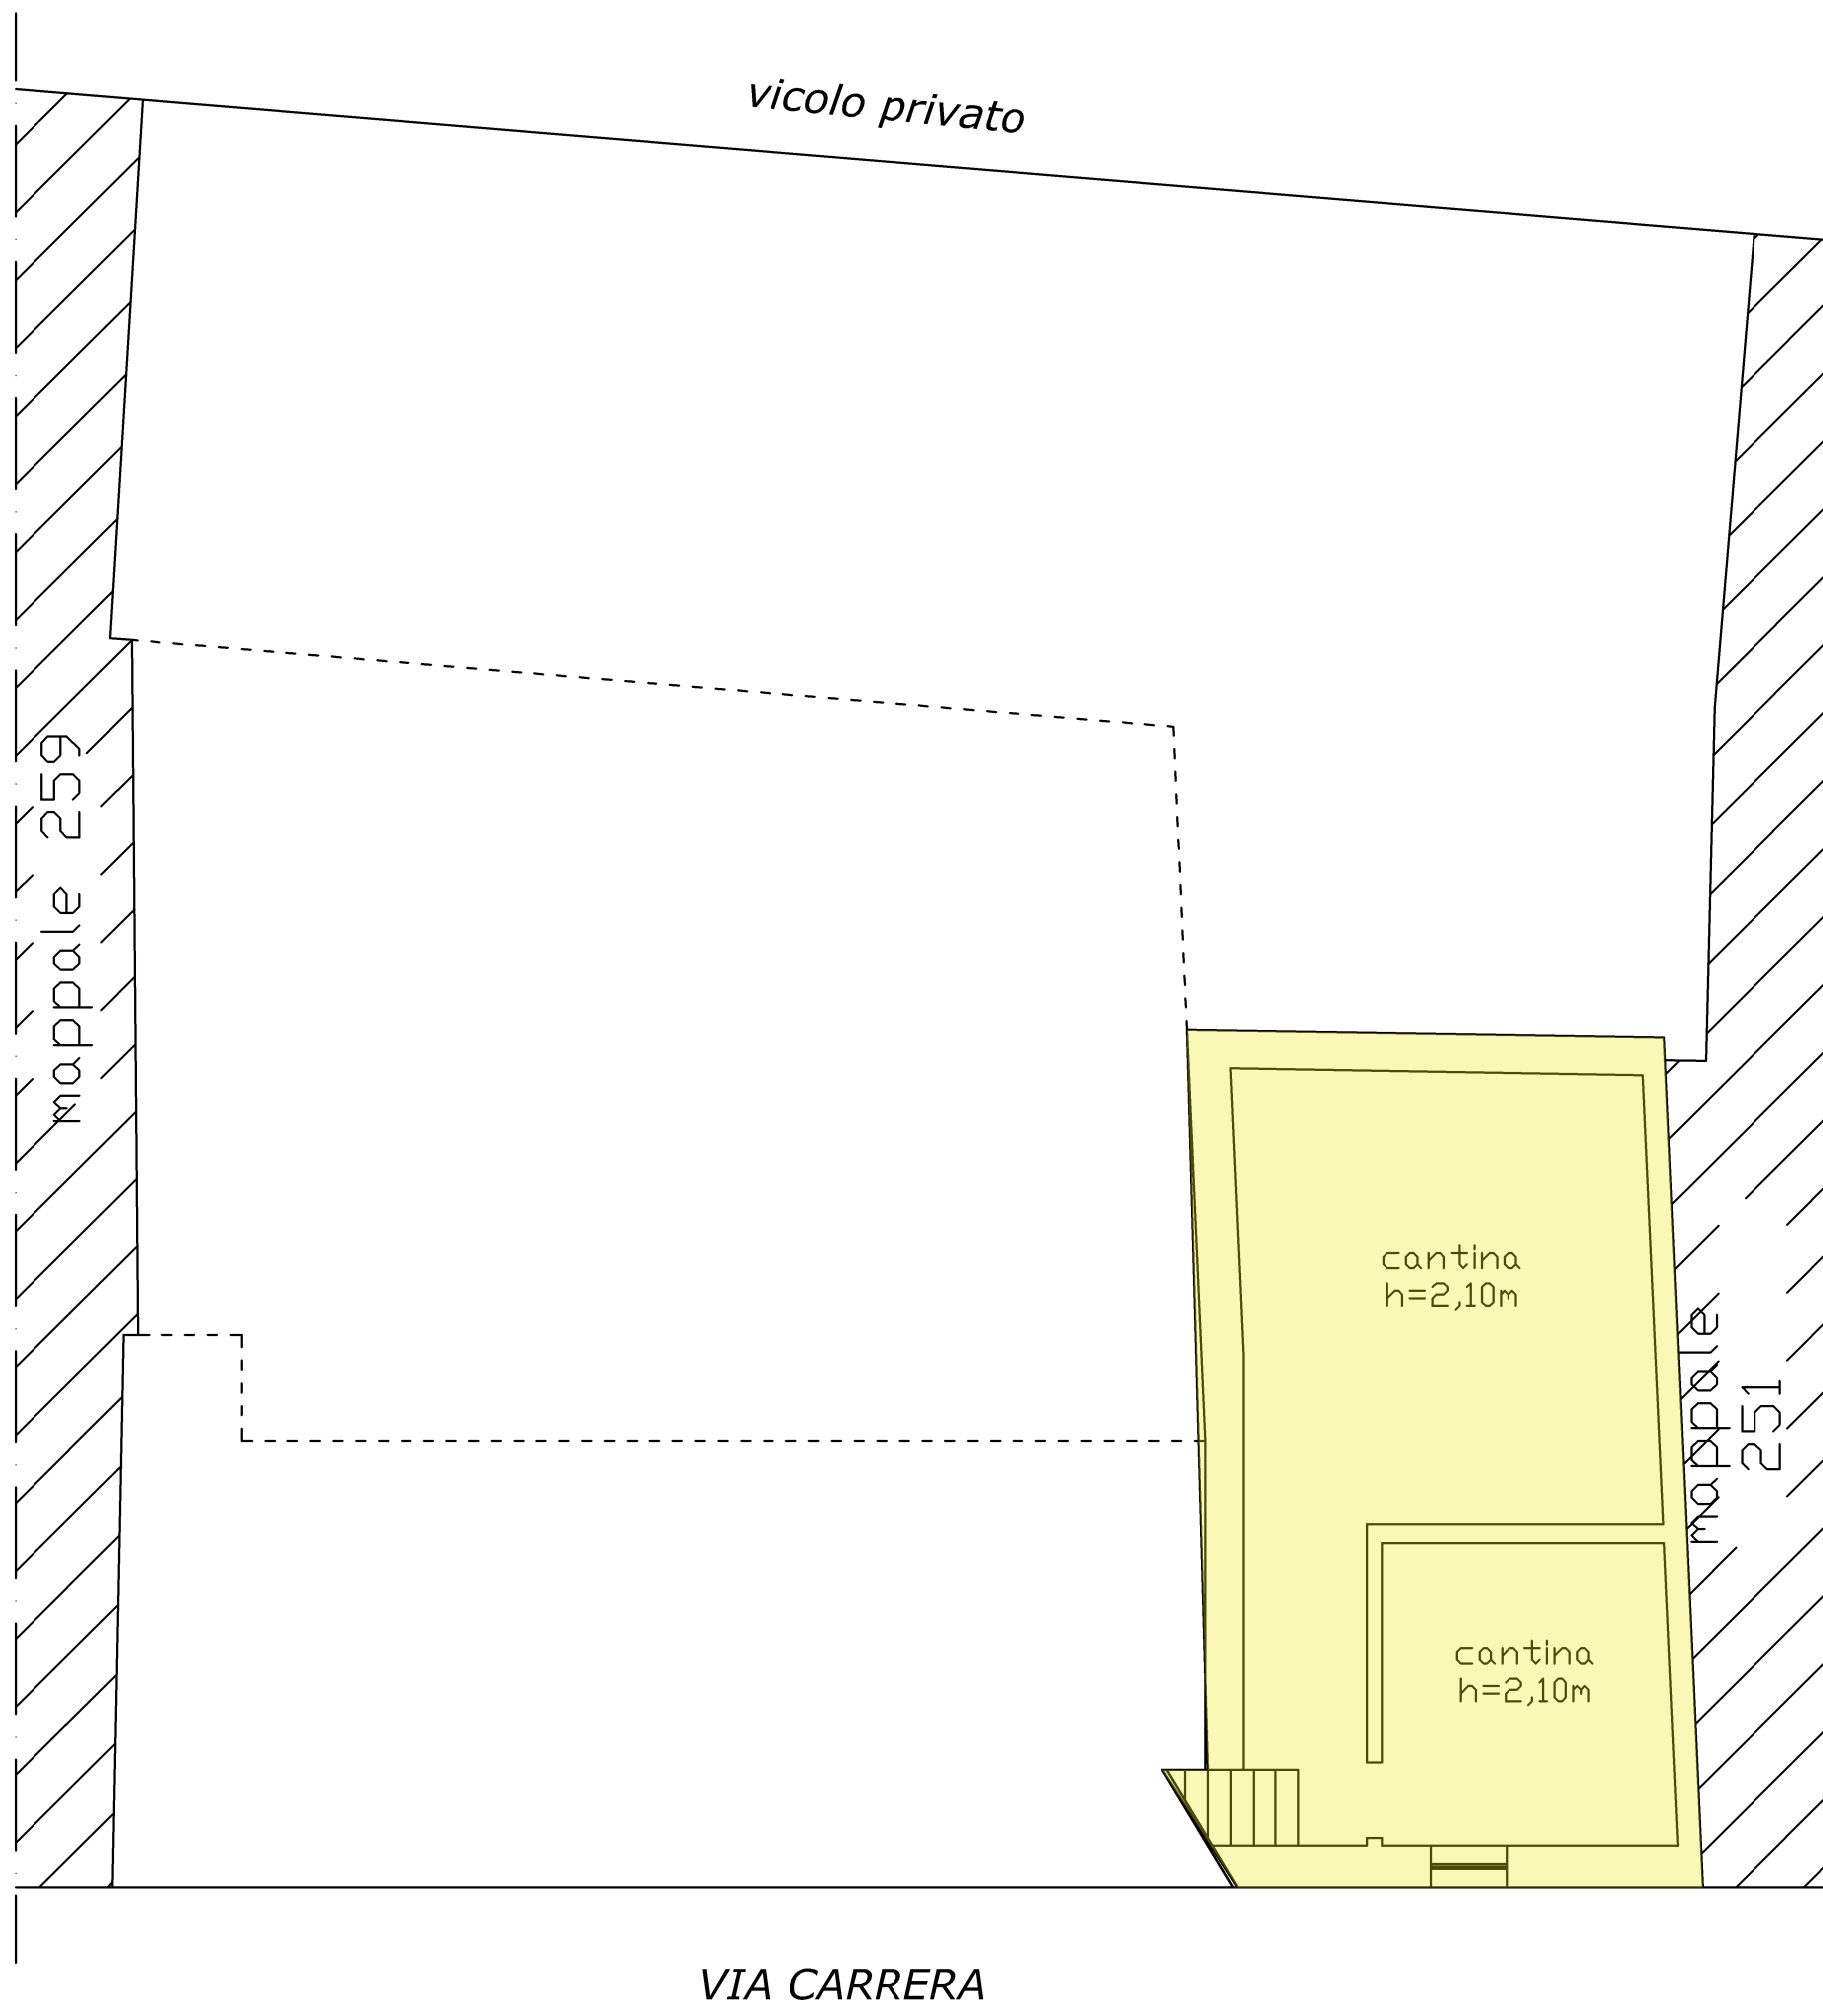 vicolo privato
mappale 259
cantina
h=2,10m
mappale
251
cantina
h=2,10m
VIA CARRERA